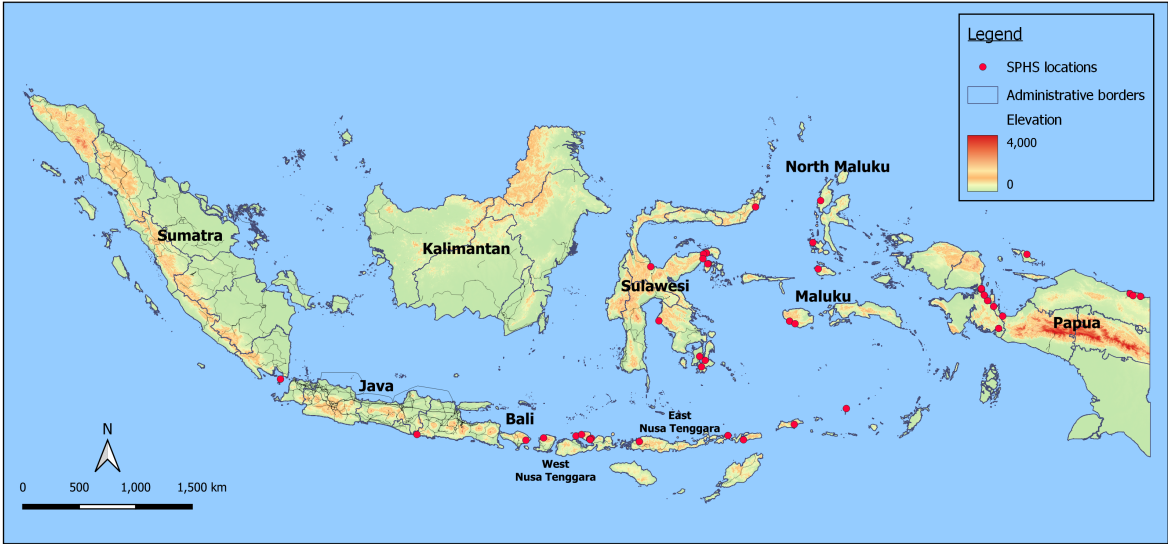 Legend
SPHS locations
Administrative borders
Elevation
4,000
0
North Maluku
Sumatra
Kalimantan
Sulawesi
Maluku
Papua
Java
Bali
East
Nusa Tenggara
West
Nusa Tenggara
N
0 500 1,000 1,500 km